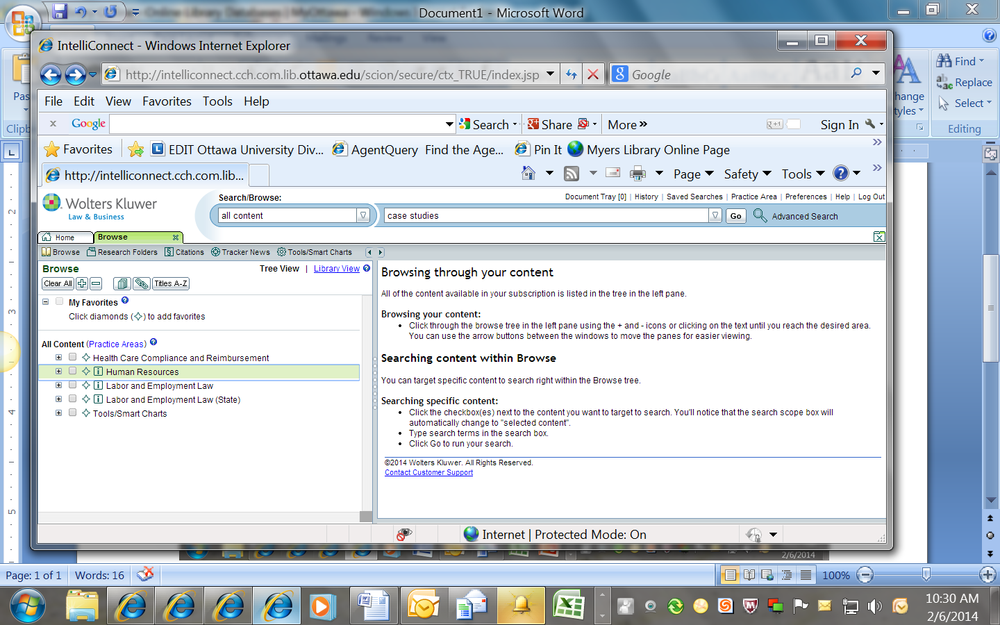 Document1 - Microsoft Word
IntelliConnect - Windows Internet Explorer
http://intelliconnect.cch.com.lib.ottawa.edu/scion/secure/ctx_TRUE/index.jsp
Google
File Edit View Favorites Tools Help
x Google Search Share g+1 More » Sign In
Favorites EDIT Ottawa University Div... AgentQuery Find the Age... Pin It Myers Library Online Page »
http://intelliconnect.cch.com.lib... Page Safety Tools »
Wolters Kluwer
Law & Business
Search/Browse:
Document Tray [0] | History | Saved Searches | Practice Area | Preferences | Help | Log Out
all content case studies Go Advanced Search
Home Browse
Browse Research Folders Citations Tracker News Tools/Smart Charts
Browse Tree View | Library View
Clear All Titles A-Z
My Favorites
Click diamonds ( ) to add favorites
All Content (Practice Areas)
Health Care Compliance and Reimbursement
Human Resources
Labor and Employment Law
Labor and Employment Law (State)
Tools/Smart Charts
Browsing through your content
All of the content available in your subscription is listed in the tree in the left pane.
Browsing your content:
• Click through the browse tree in the left pane using the + and - icons or clicking on the text until you reach the desired area.
You can use the arrow buttons between the windows to move the panes for easier viewing.
Searching content within Browse
You can target specific content to search right within the Browse tree.
Searching specific content:
• Click the checkbox(es) next to the content you want to target to search. You'll notice that the search scope box will
automatically change to "selected content".
• Type search terms in the search box.
• Click Go to run your search.
©2014 Wolters Kluwer. All Rights Reserved.
Contact Customer Support
Internet | Protected Mode: On
Pas
Clipb
hange
tyles
Find
Replace
Select
Editing
2
3
4
5
2/6/2014
Page: 1 of 1 Words: 16 100%
10:30 AM
2/6/2014